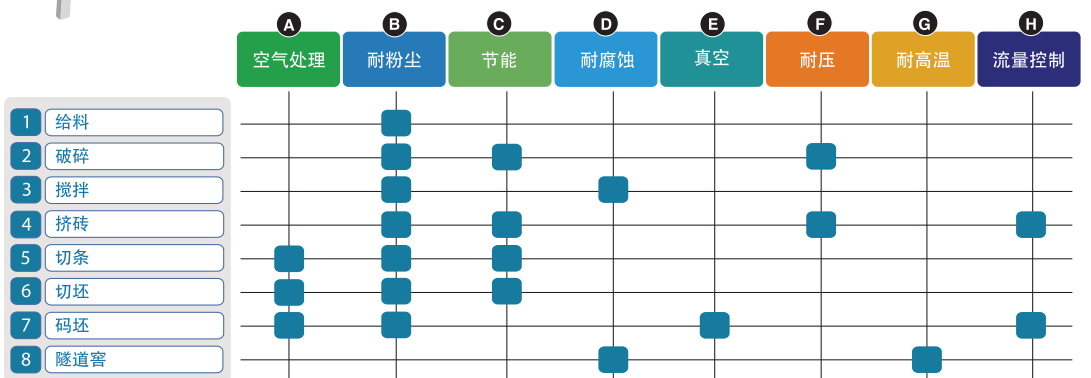 A B C D E F G H
空气处理 耐粉尘 节能 耐腐蚀 真空 耐压 耐高温 流量控制
1 给料
2 破碎
3 搅拌
4 挤砖
5 切条
6 切坯
7 码坯
8 隧道窖